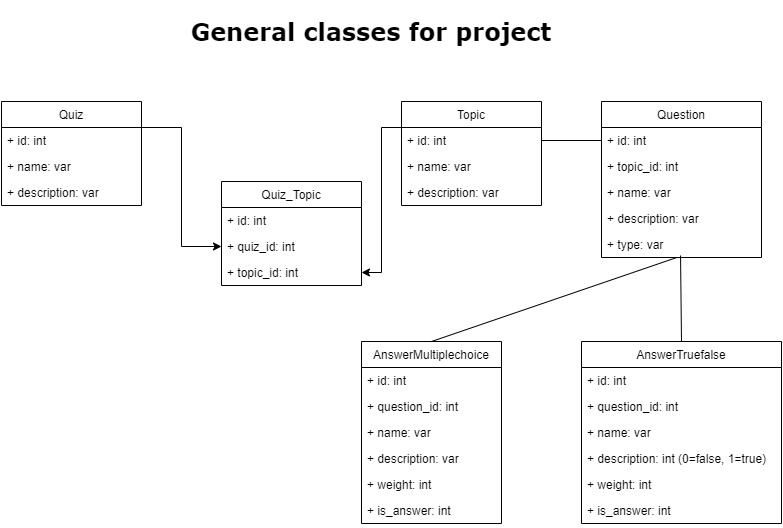 General classes for project
Quiz
+ id: int
+ name: var
+ description: var
Quiz_Topic
+ id: int
+ quiz_id: int
+ topic_id: int
Topic
+ id: int
+ name: var
+ description: var
Question
+ id: int
+ topic_id: int
+ name: var
+ description: var
+ type: var
AnswerMultiplechoice
+ id: int
+ question_id: int
+ name: var
+ description: var
+ weight: int
+ is_answer: int
AnswerTruefalse
+ id: int
+ question_id: int
+ name: var
+ description: int (0=false, 1=true)
+ weight: int
+ is_answer: int